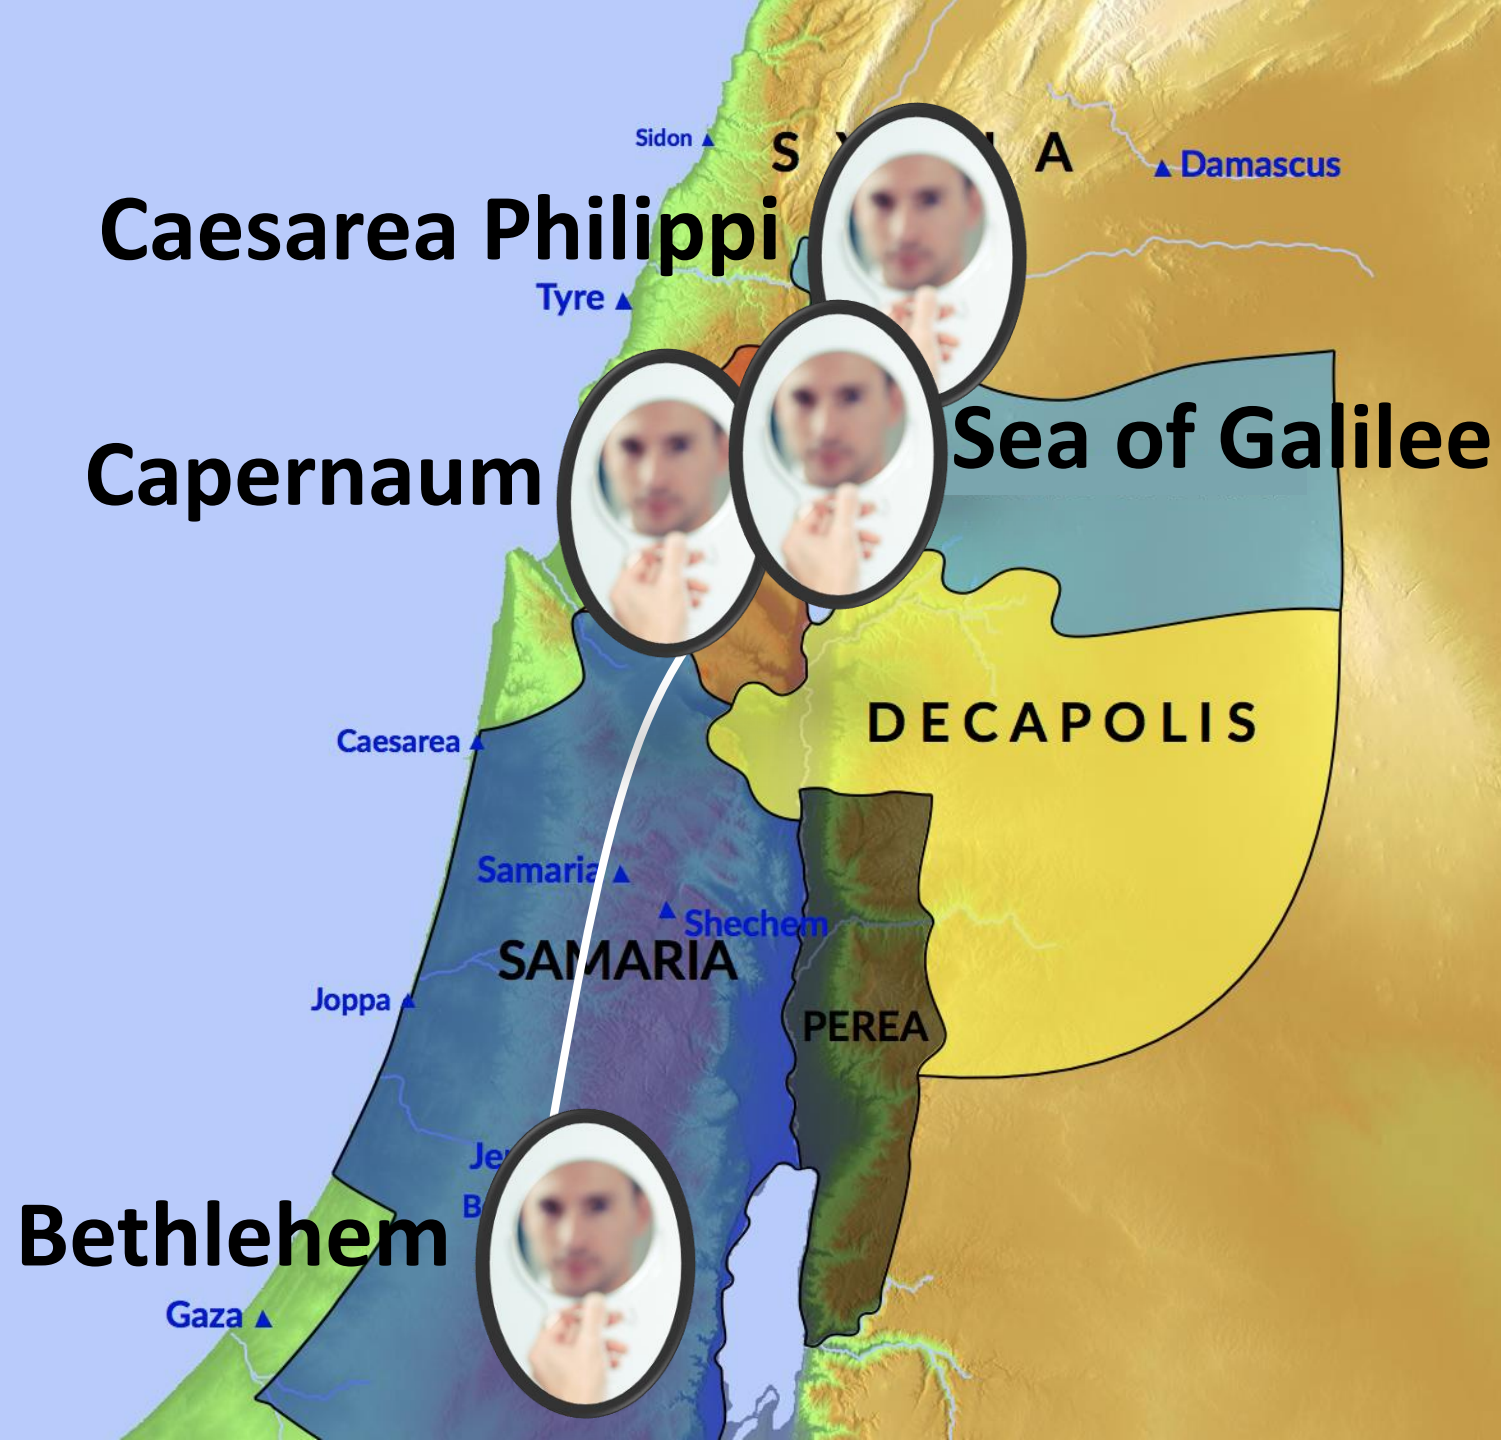 Sidon
S
A
Damascus
Caesarea Philippi
Tyre
Sea of Galilee
Capernaum
DECAPOLIS
Caesarea
Samaria
Shechem
SAMARIA
Joppa
PEREA
Bethlehem
Gaza